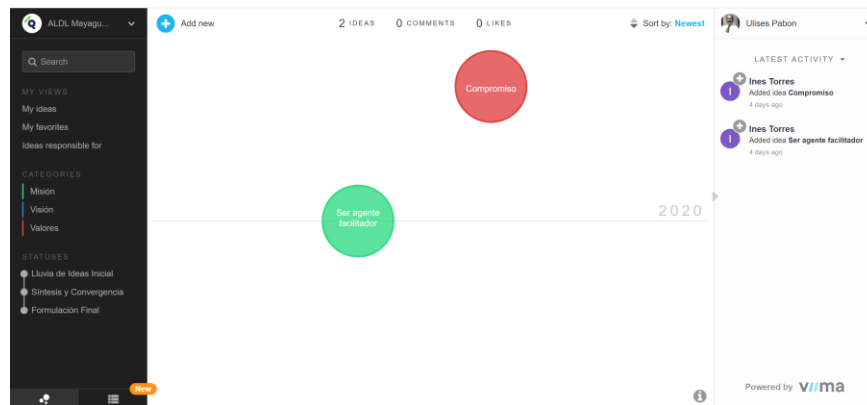 ALDL Mayagu...
Search
MY VIEWS
My ideas
My favorites
Ideas responsible for
CATEGORIES
Misión
Visión
Valores
STATUSES
Lluvia de Ideas Inicial
Síntesis y Convergencia
Formulación Final
New
Add new
2 IDEAS 0 COMMENTS 0 LIKES
Sort by: Newest
Compromiso
Ser agente
facilitador
2020
Ulises Pabon
LATEST ACTIVITY
I
Ines Torres
Added idea Compromiso
4 days ago
I
Ines Torres
Added idea Ser agente facilitador
4 days ago
Powered by viima